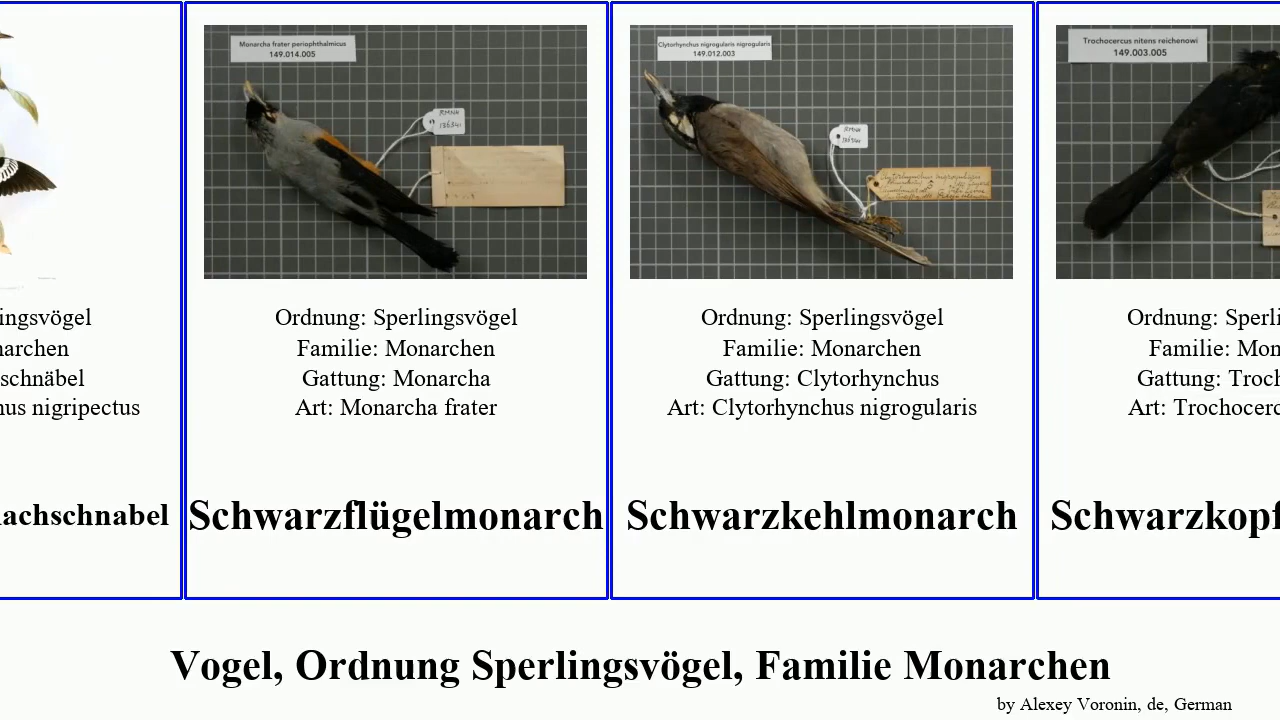 ingsvögel
narchen
schnäbel
hus nigripectus
lachschnabel
Monarcha frater periophthalmicus
149.014.005
RMNH
Ordnung: Sperlingsvögel
Familie: Monarchen
Gattung: Monarcha
Art: Monarcha frater
Schwarzflügelmonarch
Clytorhynchus nigrogularis nigrogularis
149.012.003
RMNH
Ordnung: Sperlingsvögel
Familie: Monarchen
Gattung: Clytorhynchus
Art: Clytorhynchus nigrogularis
Schwarzkehlmonarch
Trochocercus nitens reichenowi
149.003.005
Ordnung: Sperli
Familie: Mon
Gattung: Troch
Art: Trochocerc
Schwarzkopf
Vogel, Ordnung Sperlingsvögel, Familie Monarchen
by Alexey Voronin, de, German